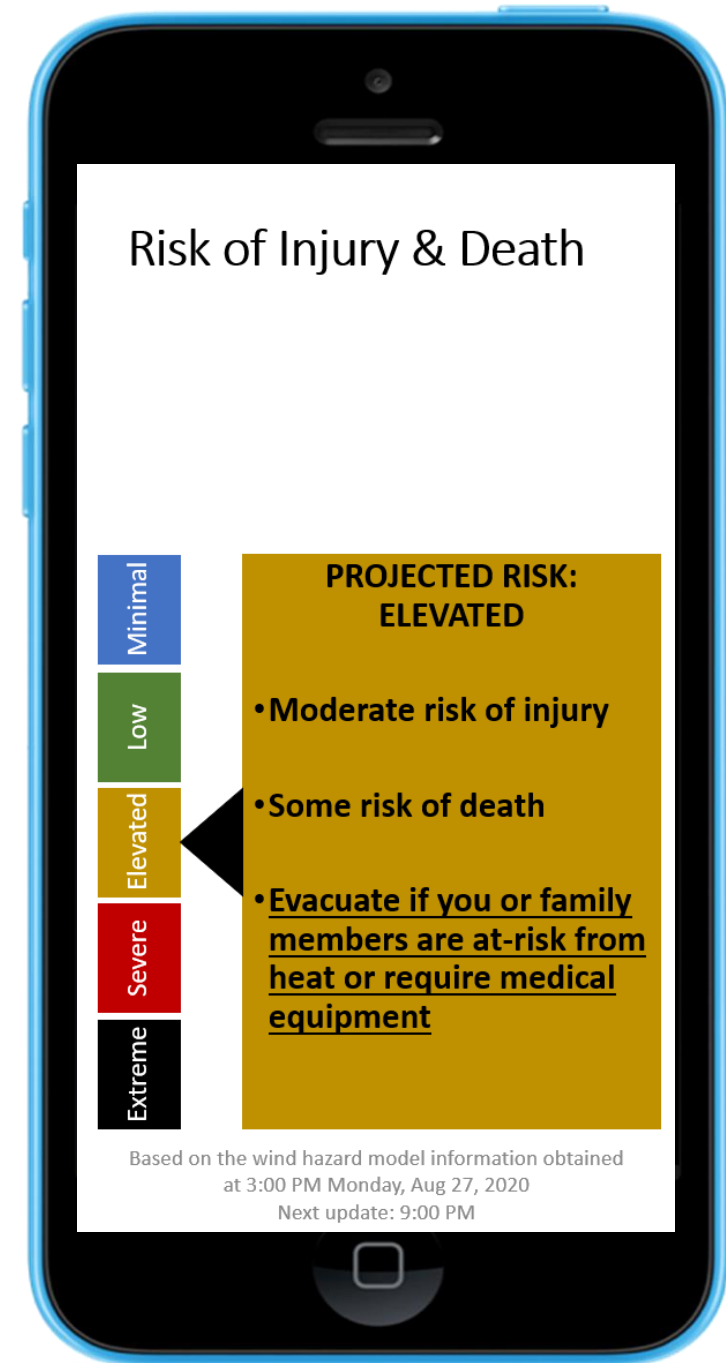 Risk of Injury & Death
Minimal
Low
Elevated
Severe
Extreme
PROJECTED RISK:
ELEVATED
•Moderate risk of injury
•Some risk of death
•Evacuate if you or family
members are at-risk from
heat or require medical
equipment
Based on the wind hazard model information obtained
at 3:00 PM Monday, Aug 27, 2020
Next update: 9:00 PM